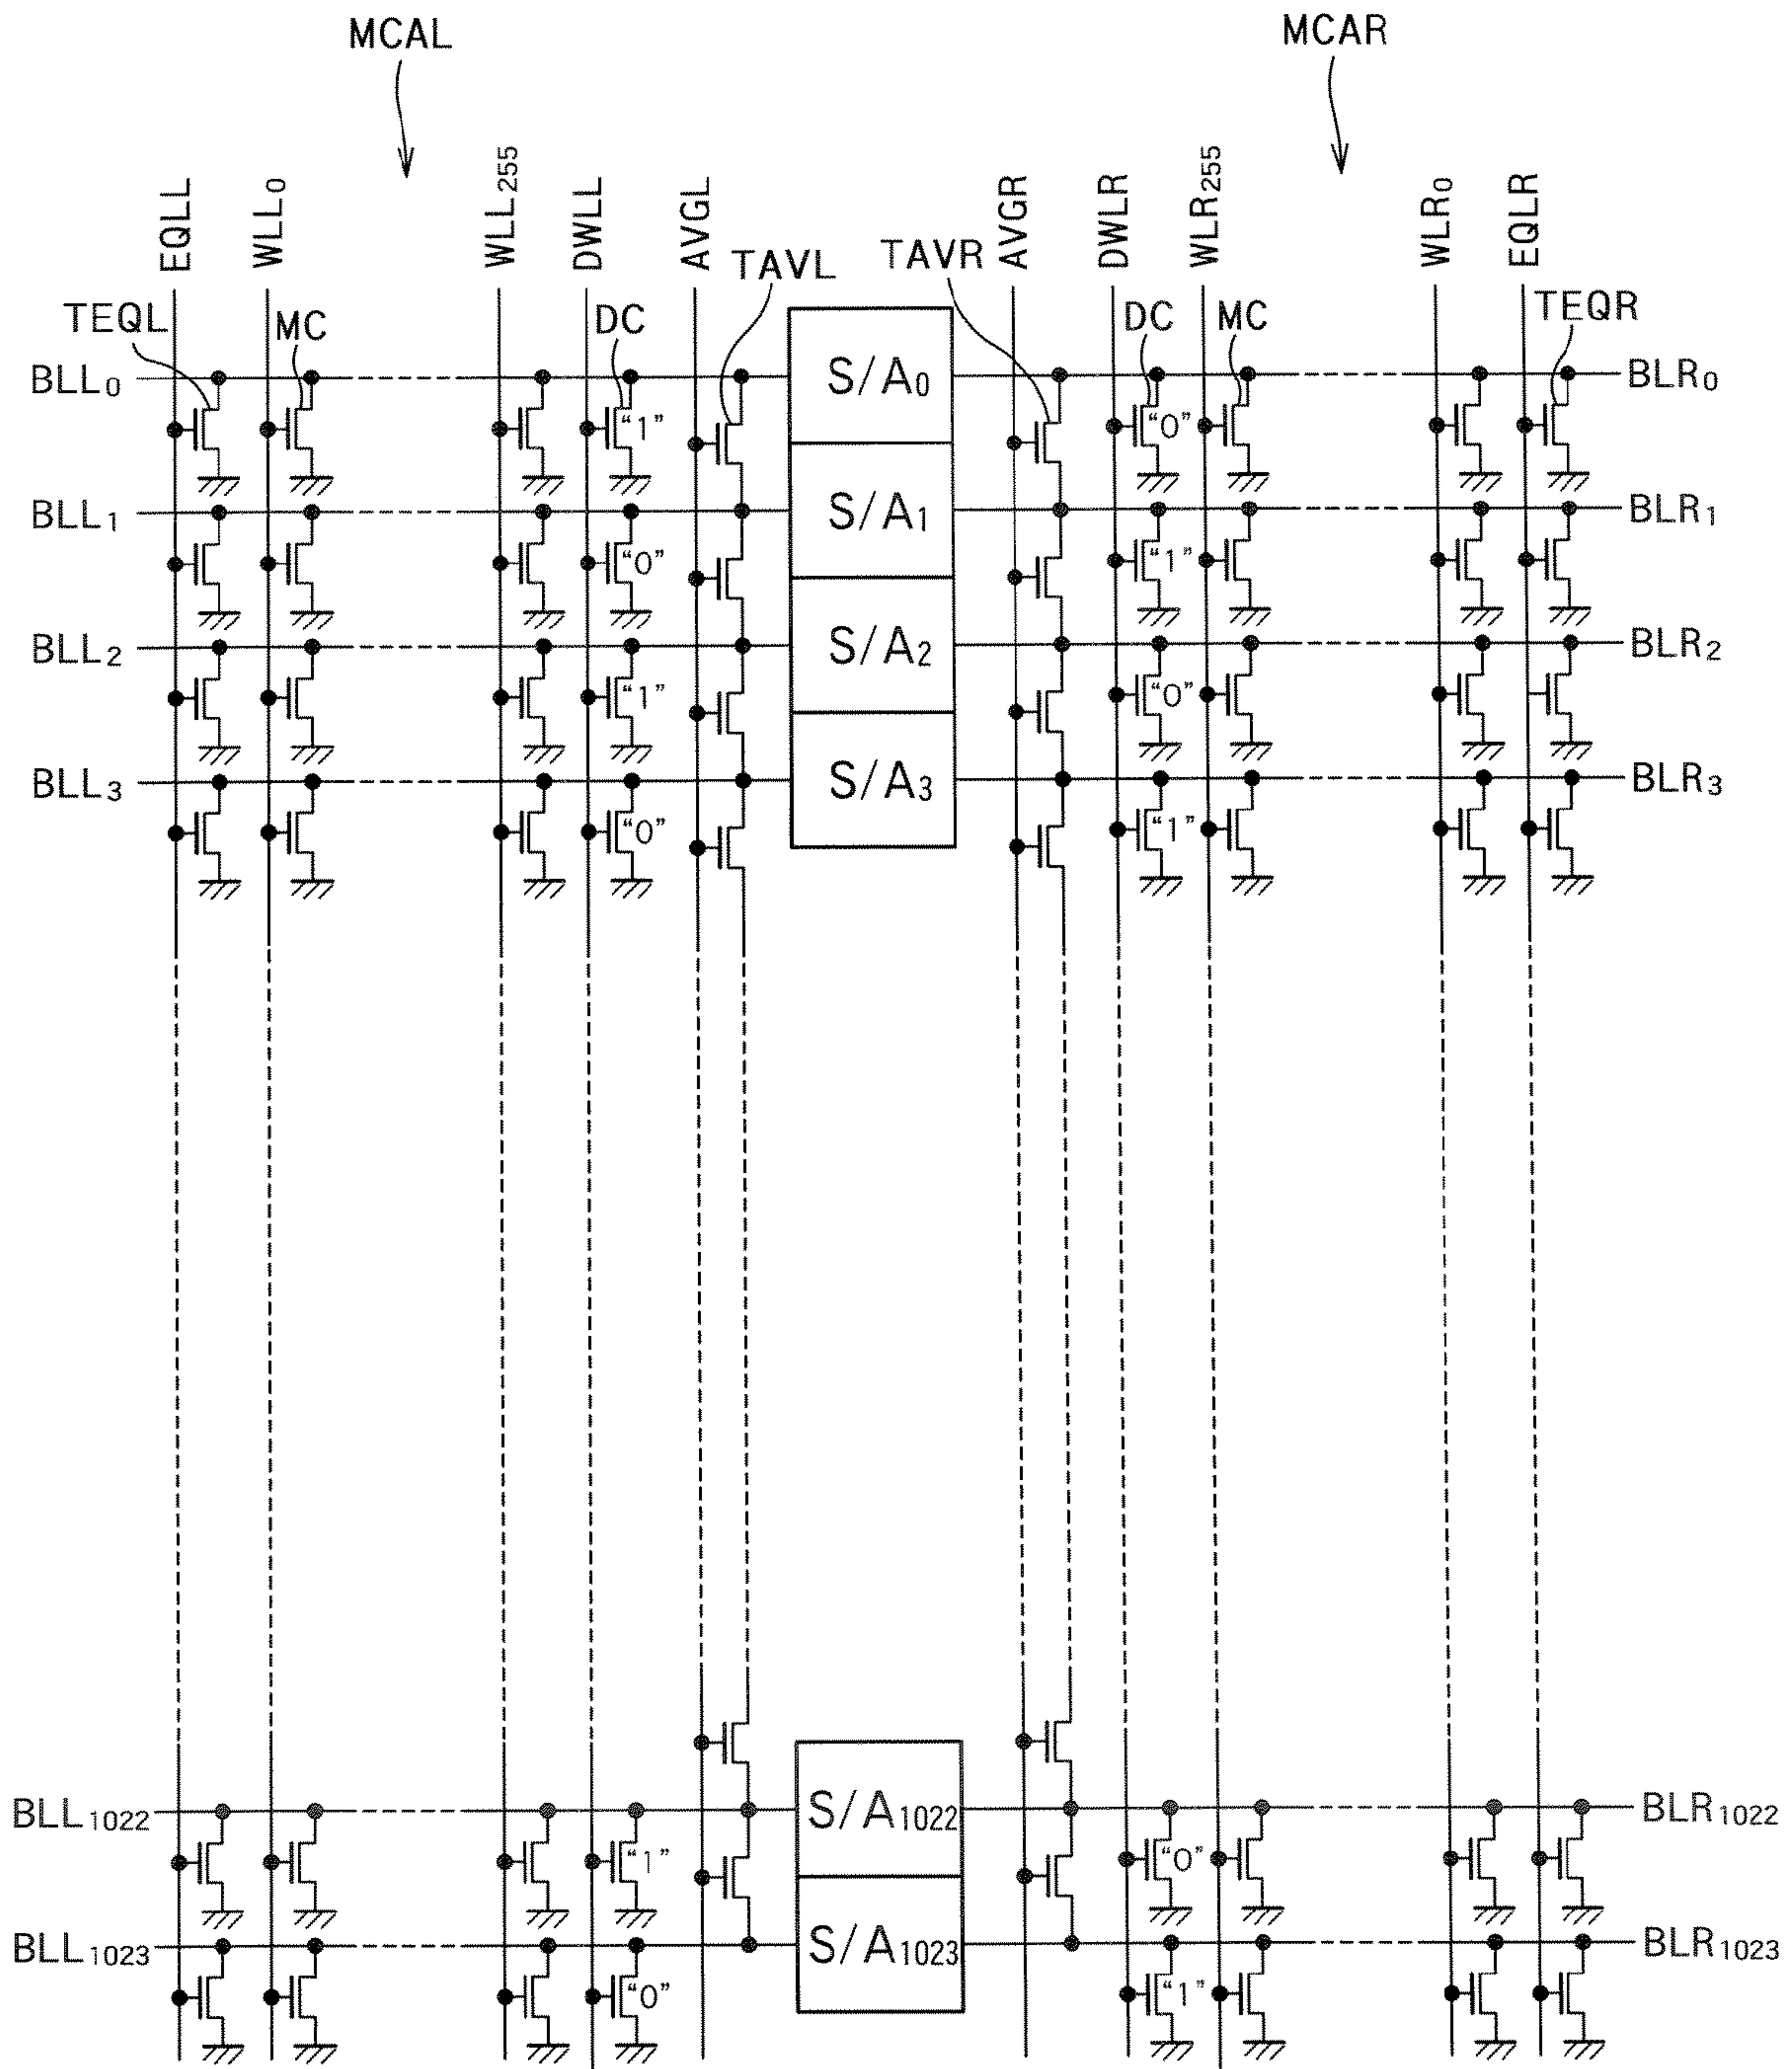 MCAL MCAR
EQLL WLL0 WLL255 DWLL AVGL AVGR DWLR WLR255 WLR0 EQLR
TAVL TAVR
TEQL MC DC DC MC TEQR
BLL0 S/A0 BLR0
“1” “0”
BLL1 S/A1 BLR1
“0” “1”
BLL2 S/A2 BLR2
“1” “0”
BLL3 S/A3 BLR3
“0” “1”
BLL1022 S/A1022 BLR1022
“1” “0”
BLL1023 S/A1023 BLR1023
“0” “1”